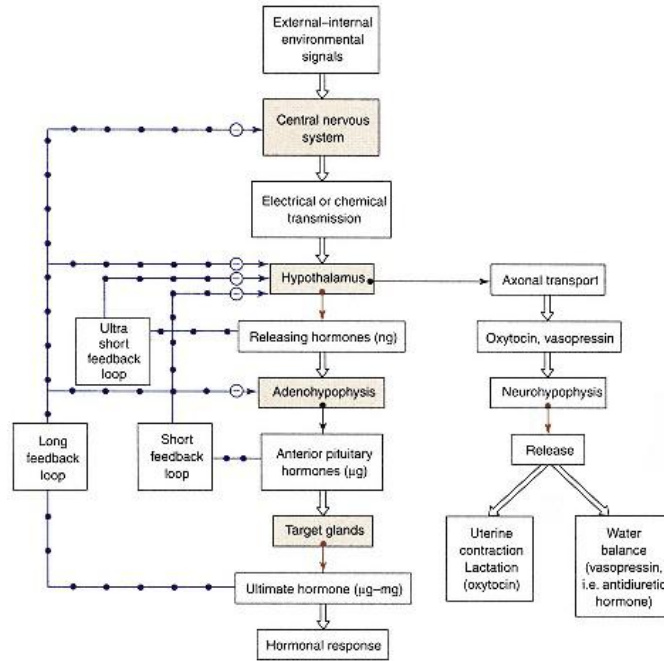 External–internal
environmental
signals
Central nervous
system
Electrical or chemical
transmission
Hypothalamus
Axonal transport
Ultra
short
feedback
loop
Releasing hormones (ng)
Oxytocin, vasopressin
Adenohypophysis
Neurohypophysis
Long
feedback
loop
Short
feedback
loop
Anterior pituitary
hormones (μg)
Release
Target glands
Uterine
contraction
Lactation
(oxytocin)
Water
balance
(vasopressin,
i.e. antidiuretic
hormone)
Ultimate hormone (μg–mg)
Hormonal response